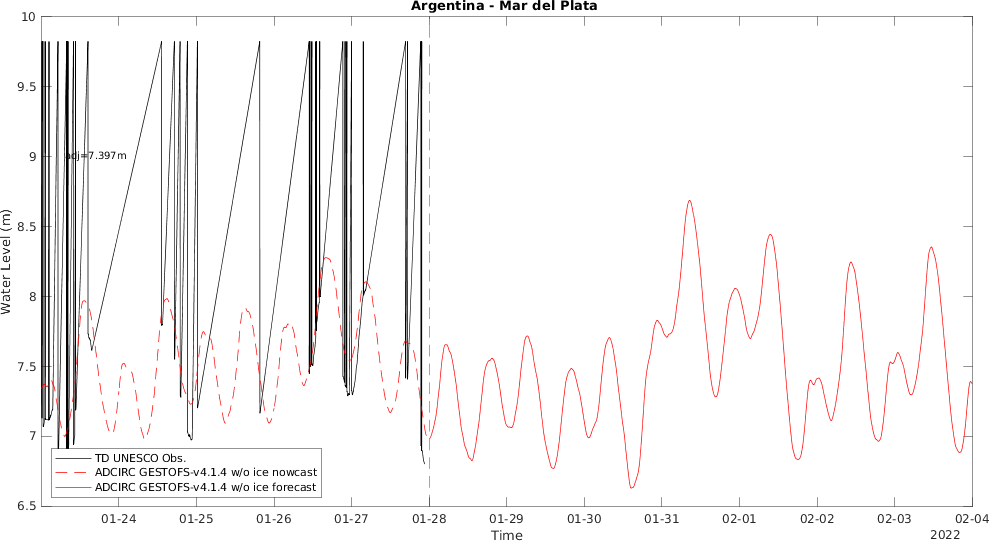 Argentina - Mar del Plata
10
9.5
9
8.5
8
7.5
7
6.5
Water Level (m)
adj=7.397m
TD UNESCO Obs.
ADCIRC GESTOFS-v4.1.4 w/o ice nowcast
ADCIRC GESTOFS-v4.1.4 w/o ice forecast
01-24 01-25 01-26 01-27 01-28 01-29 01-30 01-31 02-01 02-02 02-03 02-04
Time
2022